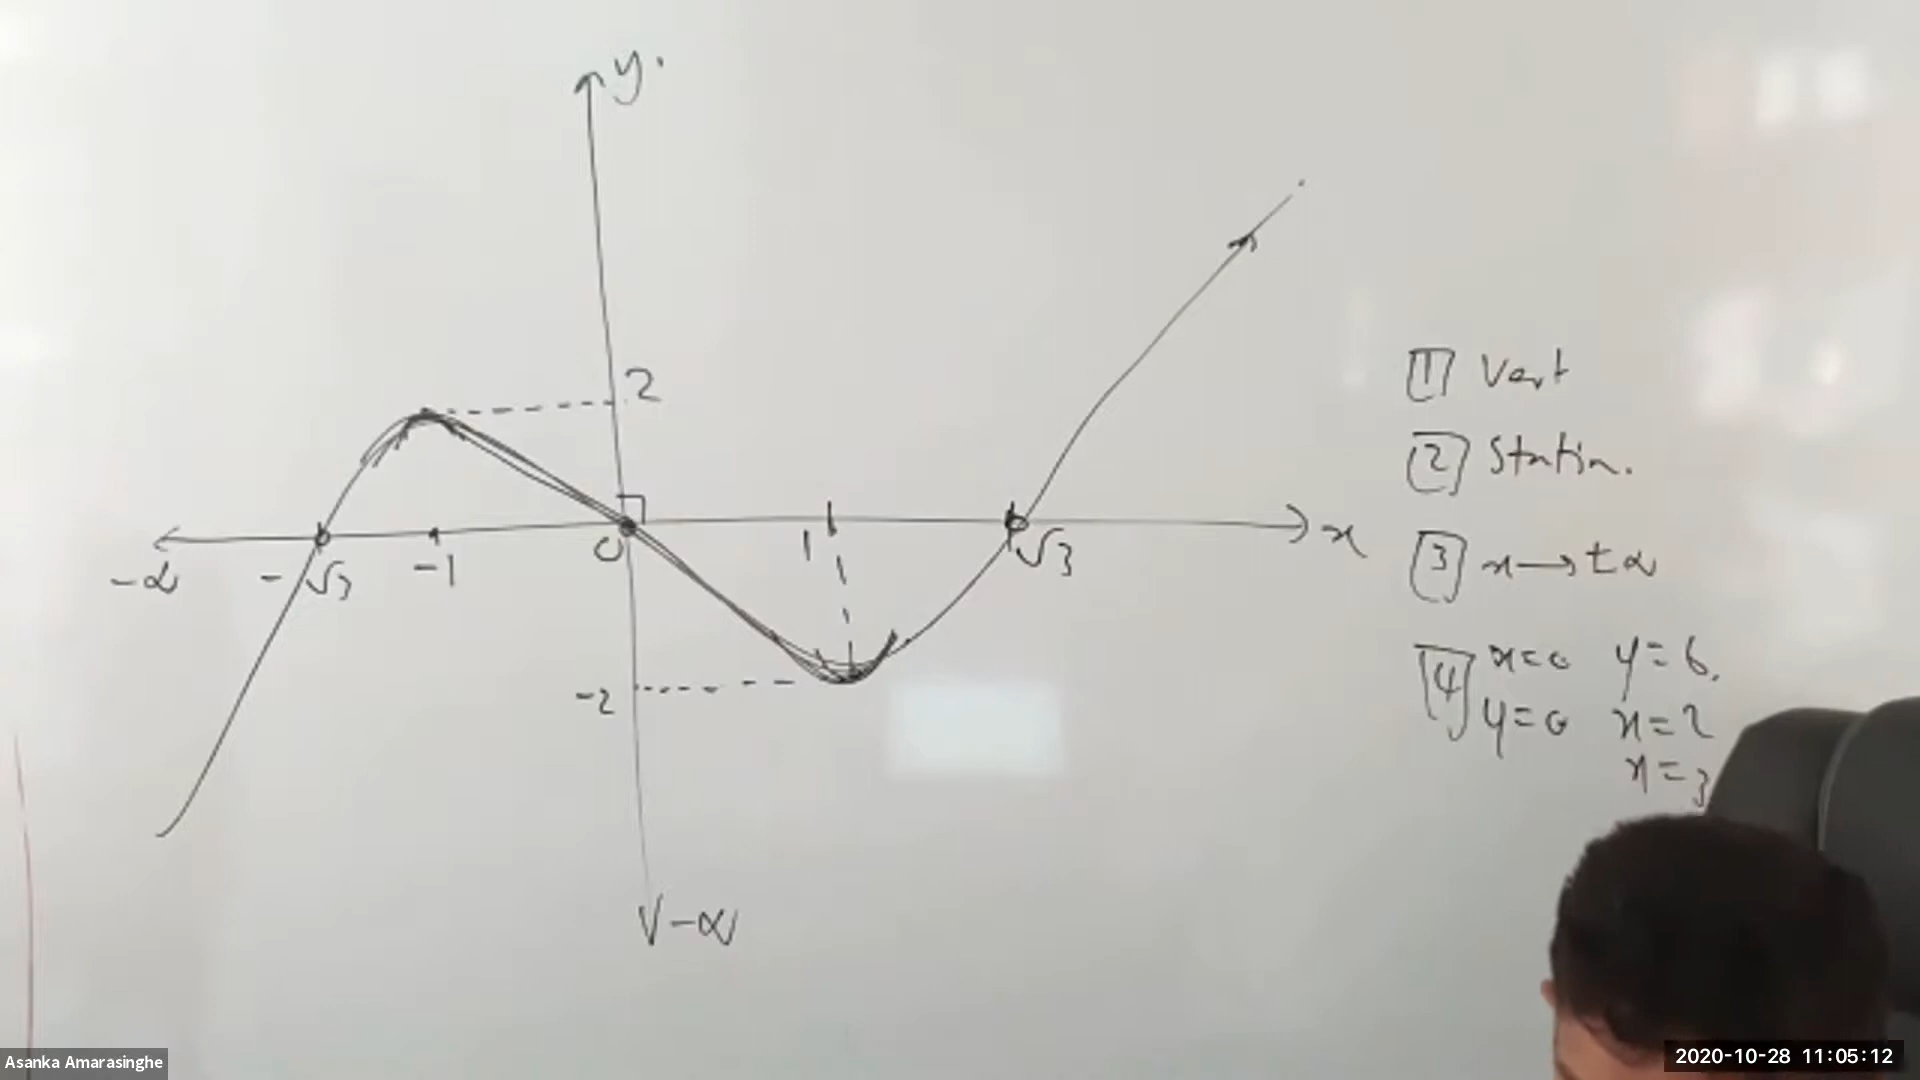 y.
2
-∝ -√3 -1 0 1 √3 x
-2
-∝
1 Vert
2 Station.
3 x→±∝
4 x=0 y=6,
y=0 x=2
x=3
Asanka Amarasinghe
2020-10-28 11:05:12